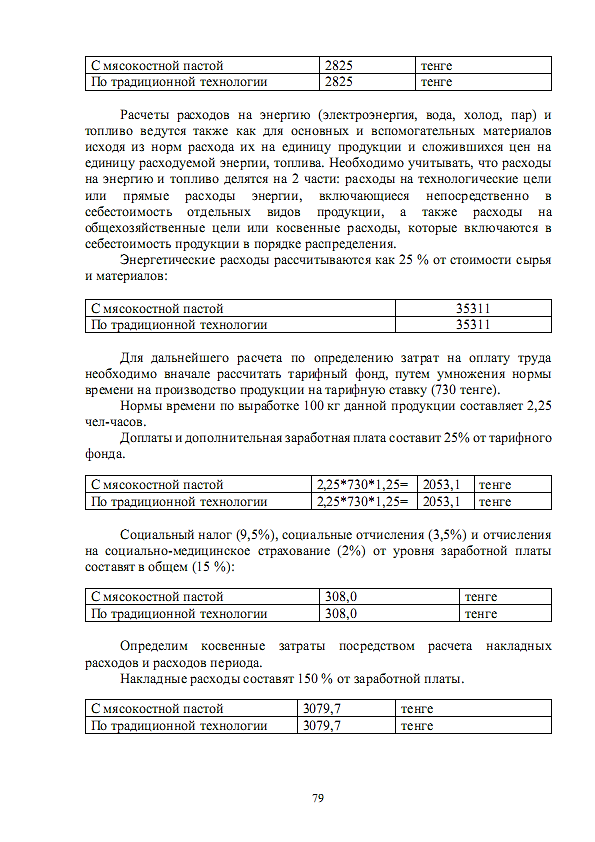 С мясокостной пастой 2825 тенге
По традиционной технологии 2825 тенге
Расчеты расходов на энергию (электроэнергия, вода, холод, пар) и
топливо ведутся также как для основных и вспомогательных материалов
исходя из норм расхода их на единицу продукции и сложившихся цен на
единицу расходуемой энергии, топлива. Необходимо учитывать, что расходы
на энергию и топливо делятся на 2 части: расходы на технологические цели
или прямые расходы энергии, включающиеся непосредственно в
себестоимость отдельных видов продукции, а также расходы на
общехозяйственные цели или косвенные расходы, которые включаются в
себестоимость продукции в порядке распределения.
Энергетические расходы рассчитываются как 25 % от стоимости сырья
и материалов:
С мясокостной пастой 35311
По традиционной технологии 35311
Для дальнейшего расчета по определению затрат на оплату труда
необходимо вначале рассчитать тарифный фонд, путем умножения нормы
времени на производство продукции на тарифную ставку (730 тенге).
Нормы времени по выработке 100 кг данной продукции составляет 2,25
чел-часов.
Доплаты и дополнительная заработная плата составит 25% от тарифного
фонда.
С мясокостной пастой 2,25*730*1,25= 2053,1 тенге
По традиционной технологии 2,25*730*1,25= 2053,1 тенге
Социальный налог (9,5%), социальные отчисления (3,5%) и отчисления
на социально-медицинское страхование (2%) от уровня заработной платы
составят в общем (15 %):
С мясокостной пастой 308,0 тенге
По традиционной технологии 308,0 тенге
Определим косвенные затраты посредством расчета накладных
расходов и расходов периода.
Накладные расходы составят 150 % от заработной платы.
С мясокостной пастой 3079,7 тенге
По традиционной технологии 3079,7 тенге
79